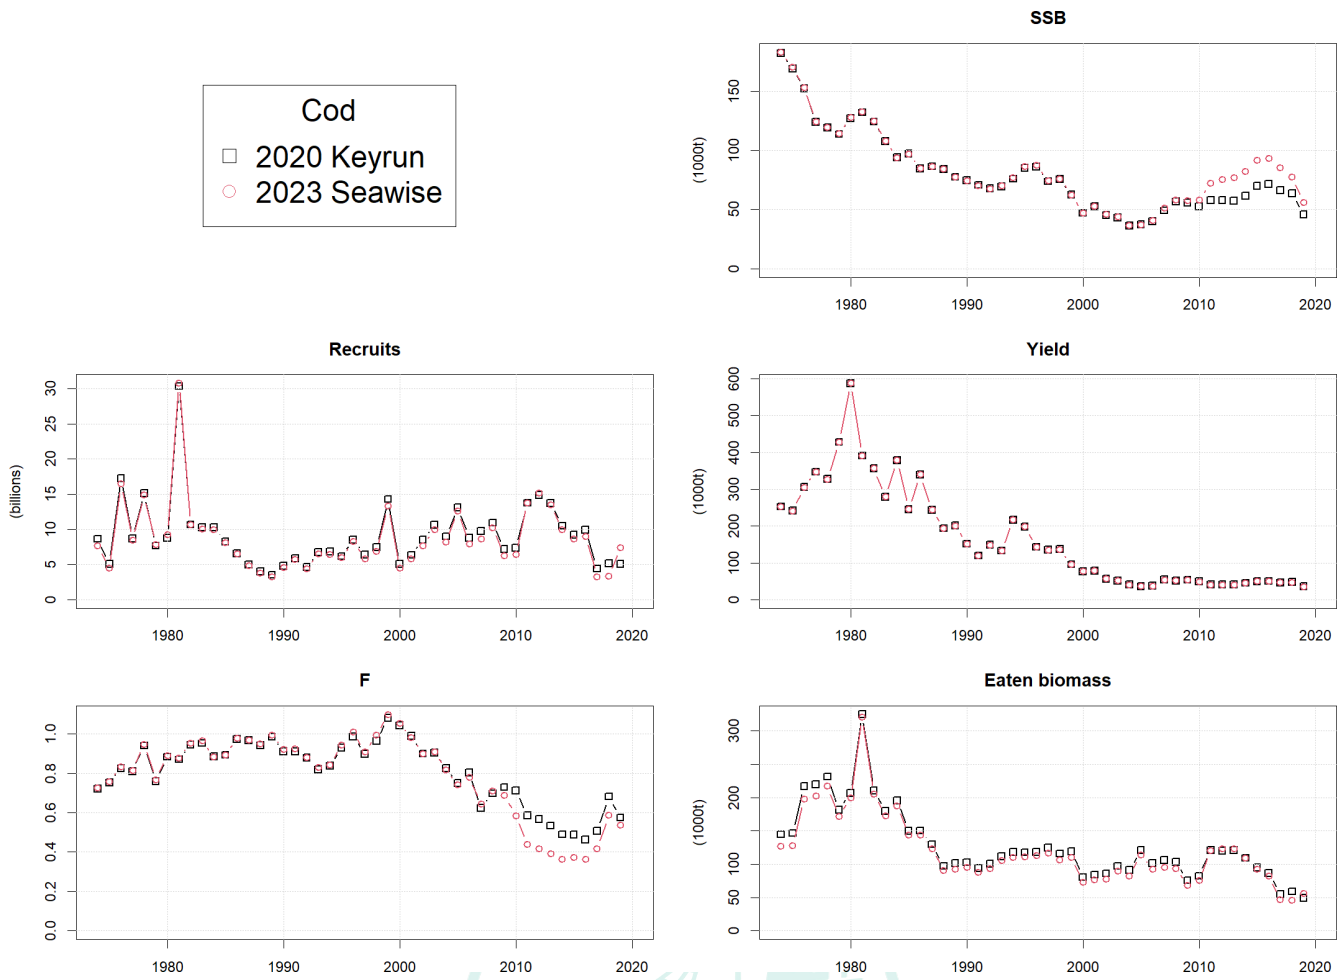 SSB
Cod
2020 Keyrun
2023 Seawise
(1000t)
0 50 100 150
1980 1990 2000 2010 2020
Recruits
(billions)
0 5 10 15 20 25 30
1980 1990 2000 2010 2020
Yield
(1000t)
0 100 200 300 400 500 600
1980 1990 2000 2010 2020
F
0.0 0.2 0.4 0.6 0.8 1.0
1980 1990 2000 2010 2020
Eaten biomass
(1000t)
0 50 100 200 300
1980 1990 2000 2010 2020